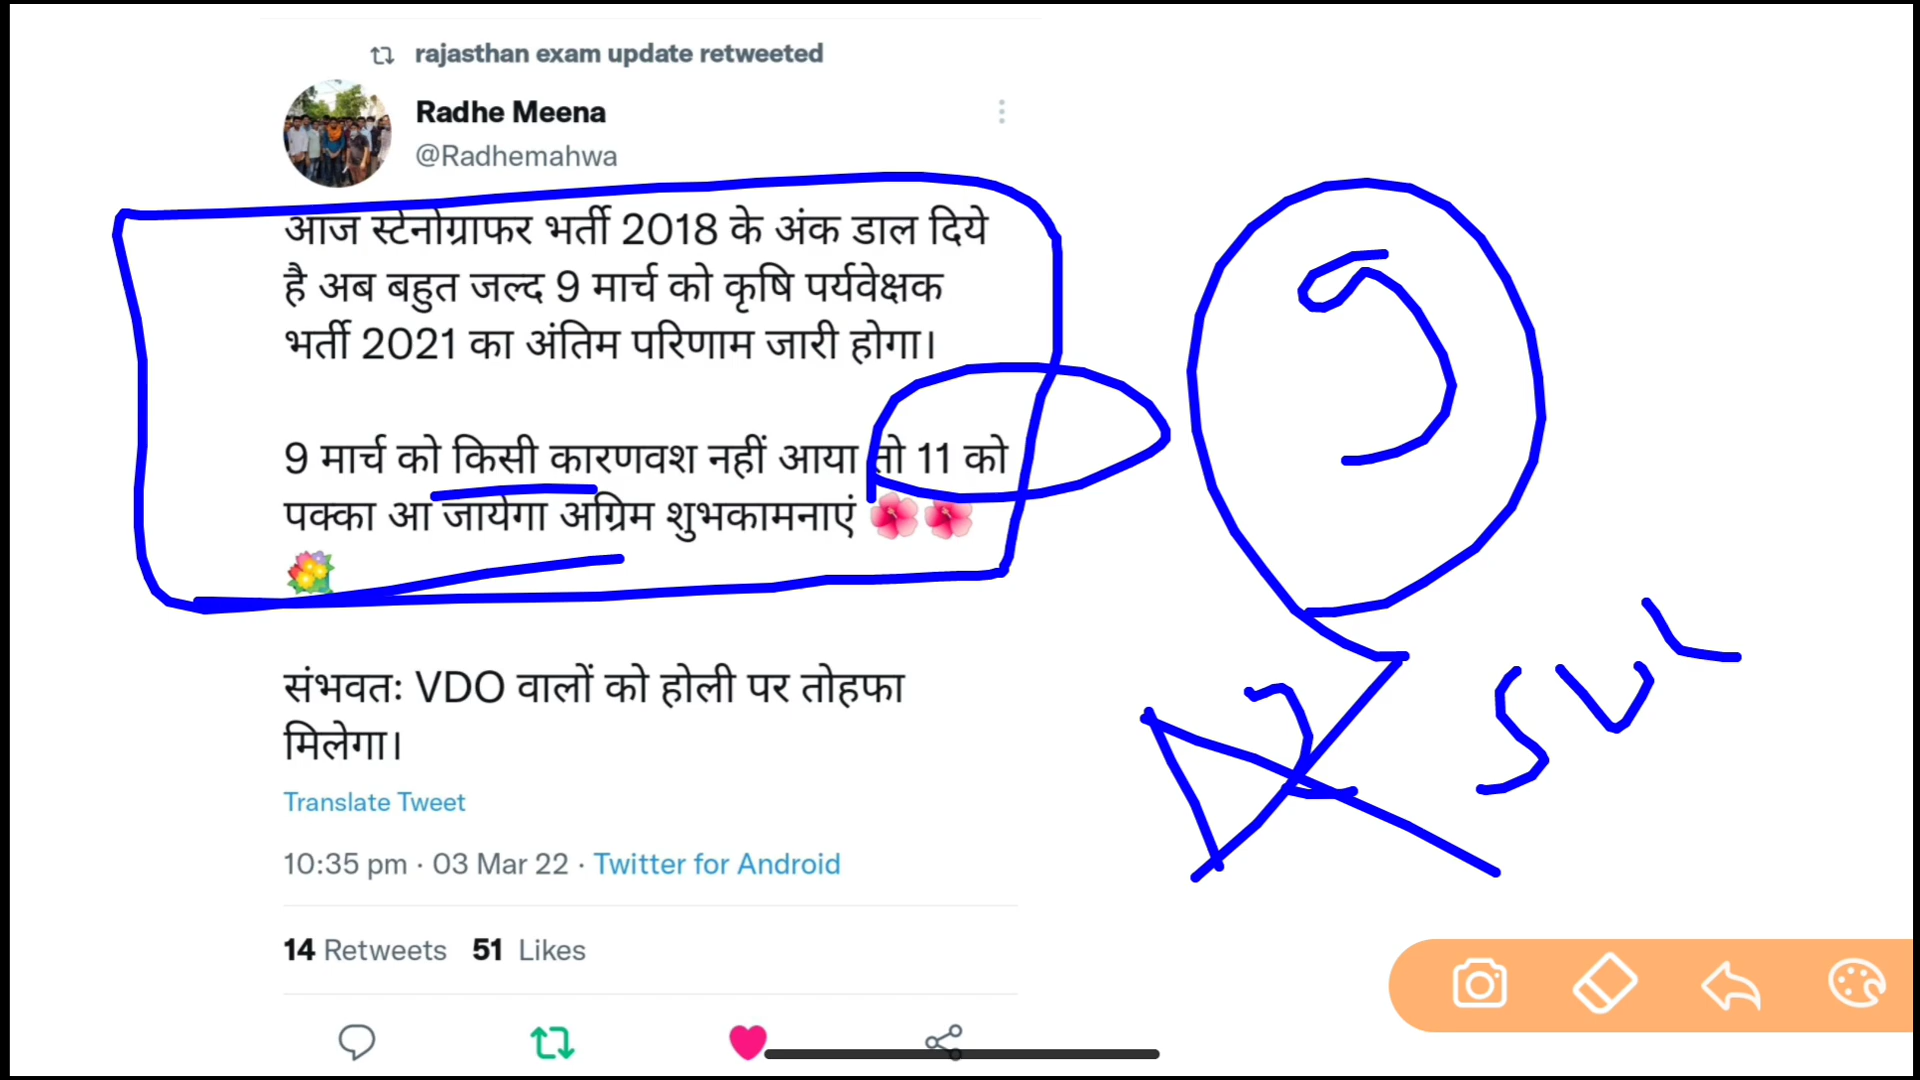 rajasthan exam update retweeted
Radhe Meena
@Radhemahwa
आज स्टेनोग्राफर भर्ती 2018 के अंक डाल दिये
है अब बहुत जल्द 9 मार्च को कृषि पर्यवेक्षक
भर्ती 2021 का अंतिम परिणाम जारी होगा।
9 मार्च को किसी कारणवश नहीं आया तो 11 को
पक्का आ जायेगा अग्रिम शुभकामनाएं
संभवतः VDO वालों को होली पर तोहफा
मिलेगा।
Translate Tweet
10:35 pm · 03 Mar 22 · Twitter for Android
14 Retweets 51 Likes